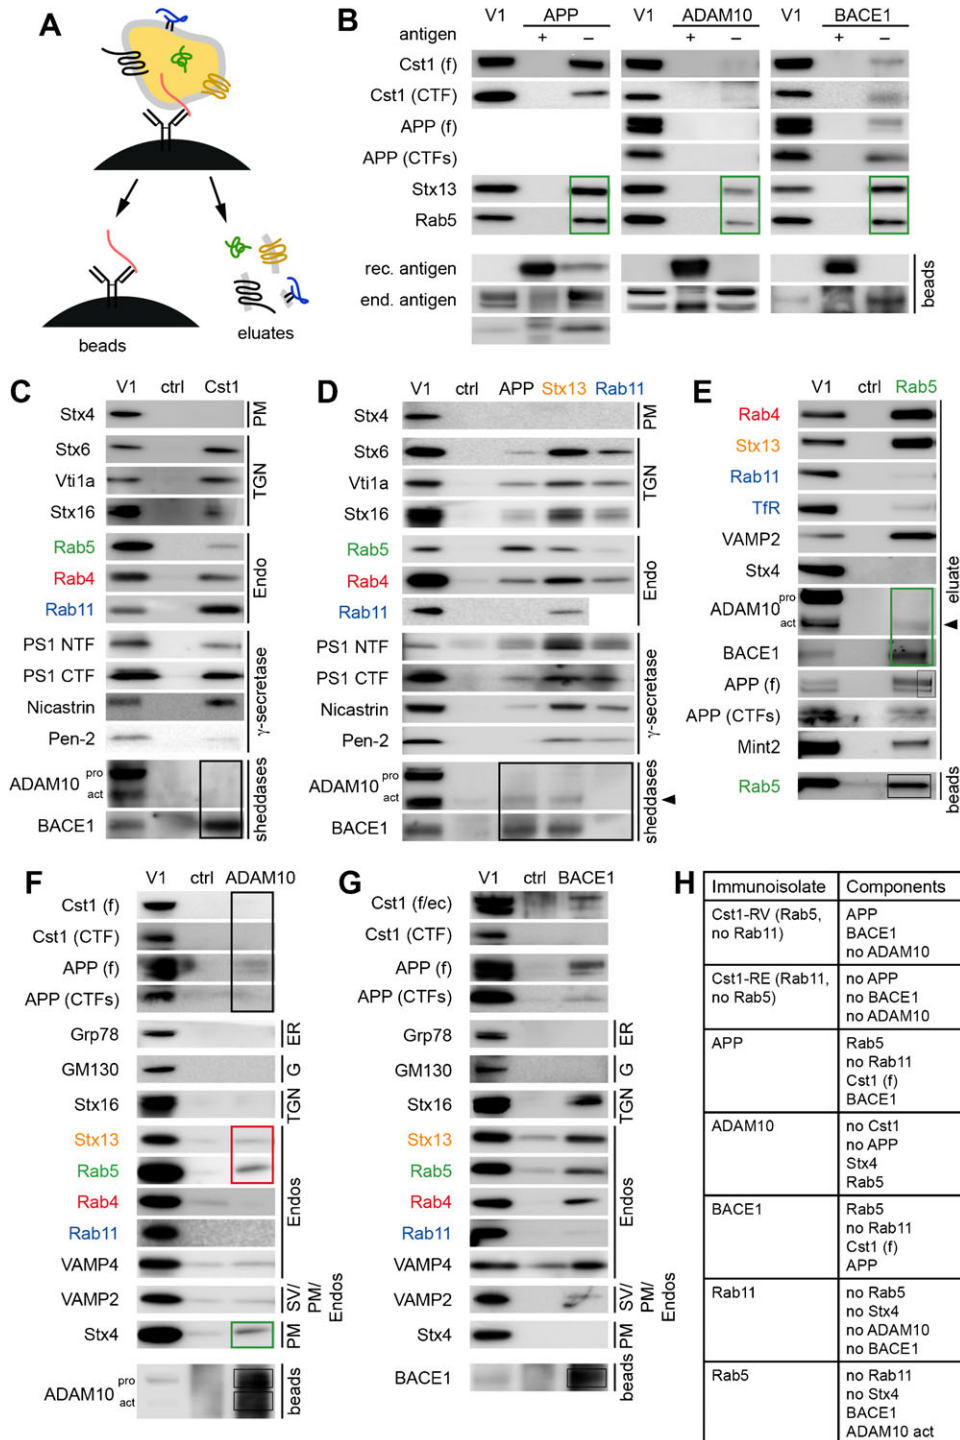 A
beads
eluates
B
V1 APP V1 ADAM10 V1 BACE1
antigen + – + – + –
Cst1 (f)
Cst1 (CTF)
APP (f)
APP (CTFs)
Stx13
Rab5
rec. antigen
end. antigen
beads
C
V1 ctrl Cst1
Stx4
PM
Stx6
Vti1a
Stx16
TGN
Rab5
Rab4
Rab11
Endo
PS1 NTF
PS1 CTF
Nicastrin
Pen-2
γ-secretase
ADAM10 pro
act
BACE1
sheddases
D
V1 ctrl APP Stx13 Rab11
Stx4
PM
Stx6
Vti1a
Stx16
TGN
Rab5
Rab4
Rab11
Endo
PS1 NTF
PS1 CTF
Nicastrin
Pen-2
γ-secretase
ADAM10 pro
act
BACE1
sheddases
E
V1 ctrl Rab5
Rab4
Stx13
Rab11
TfR
VAMP2
Stx4
ADAM10 pro
act
BACE1
APP (f)
APP (CTFs)
Mint2
eluate
Rab5
beads
F
V1 ctrl ADAM10
Cst1 (f)
Cst1 (CTF)
APP (f)
APP (CTFs)
Grp78
ER
GM130
G
Stx16
TGN
Stx13
Rab5
Rab4
Rab11
VAMP4
Endos
VAMP2
SV/
PM/
Endos
Stx4
PM
ADAM10 pro
act
beads
G
V1 ctrl BACE1
Cst1 (f/ec)
Cst1 (CTF)
APP (f)
APP (CTFs)
Grp78
ER
GM130
G
Stx16
TGN
Stx13
Rab5
Rab4
Rab11
VAMP4
Endos
VAMP2
SV/
PM/
Endos
Stx4
PM
BACE1
beads
H
Immunoisolate Components
Cst1-RV (Rab5, APP
no Rab11) BACE1
no ADAM10
Cst1-RE (Rab11, no APP
no Rab5) no BACE1
no ADAM10
APP Rab5
no Rab11
Cst1 (f)
BACE1
ADAM10 no Cst1
no APP
Stx4
Rab5
BACE1 Rab5
no Rab11
Cst1 (f)
APP
Rab11 no Rab5
no Stx4
no ADAM10
no BACE1
Rab5 no Rab11
no Stx4
BACE1
ADAM10 act